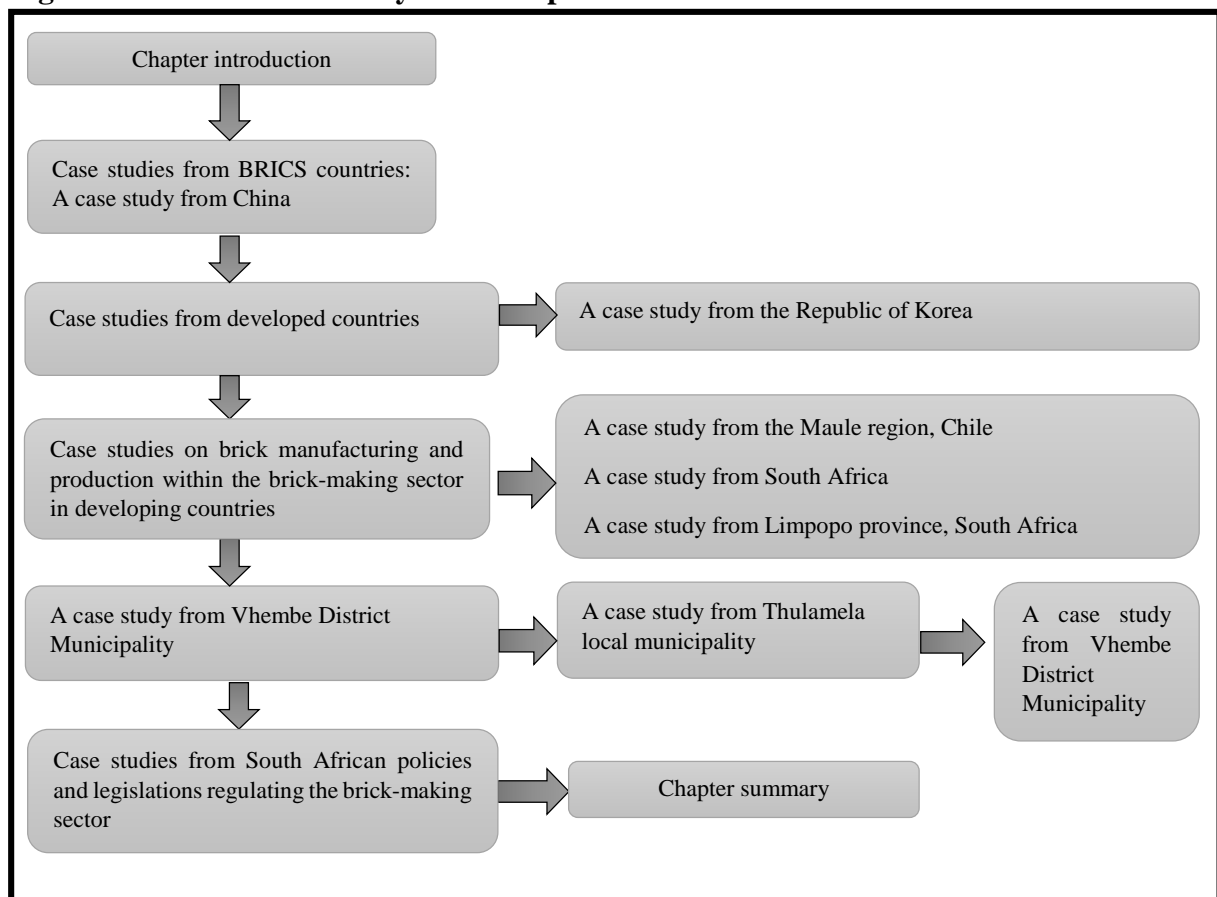 Chapter introduction
Case studies from BRICS countries:
A case study from China
Case studies from developed countries
A case study from the Republic of Korea
Case studies on brick manufacturing and
production within the brick-making sector
in developing countries
A case study from the Maule region, Chile
A case study from South Africa
A case study from Limpopo province, South Africa
A case study from Vhembe District
Municipality
A case study from Thulamela
local municipality
A case study
from Vhembe
District
Municipality
Case studies from South African policies
and legislations regulating the brick-making
sector
Chapter summary